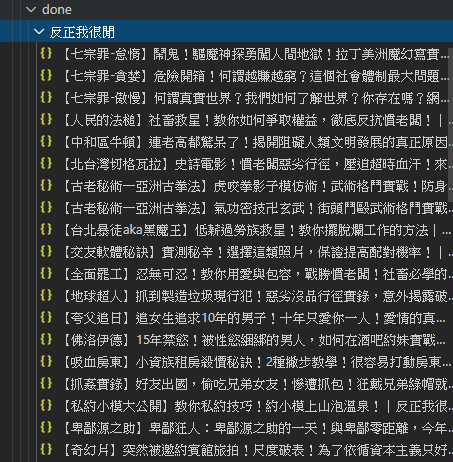 done
反正我很閒
【七宗罪-怠惰】鬧鬼！驅魔神探勇闖人間地獄！拉丁美洲魔幻寫實...
【七宗罪-貪婪】危險開箱！何謂越賺越窮？這個社會體制最大問題...
【七宗罪-傲慢】何謂真實世界？我們如何了解世界？你存在嗎？網...
【人民的法槌】社畜救星！教你如何爭取權益，徹底反抗慣老闆！｜...
【中和區牛頓】連老高都驚呆了！揭開阻礙人類文明發展的真正原因
【北台灣切格瓦拉】史詩電影！慣老闆惡劣行徑，壓迫超時血汗！來...
【古老秘術—亞洲古拳法】虎咬拳影子模仿術！武術格鬥實戰！防身...
【古老秘術—亞洲古拳法】氣功密技卍玄武！街頭鬥毆武術格鬥實戰...
【台北暴徒aka黑魔王】低薪過勞族救星！教你擺脫爛工作的方法｜...
【交友軟體秘訣】實測秘辛！選擇這類照片，保證提高配對機率！｜...
【全面罷工】忍無可忍！教你用愛與包容，戰勝慣老闆！社畜必學的...
【地球超人】抓到製造垃圾現行犯！惡劣沒品行徑實錄，意外揭露破...
【夸父追日】追女生追求10年的男子！十年只愛你一人！愛情的真...
【佛洛伊德】15年禁慾！被性慾綑綁的男人，如何在酒吧約妹實戰...
【吸血房東】小資族租房殺價秘訣！2種撇步教學！很容易打動房東...
【抓姦實錄】好友出國，偷吃兄弟女友！慘遭抓包！狂戴兄弟綠帽就...
【私約小模大公開】教你私約技巧！約小模上山泡溫泉！｜反正我很...
【卑鄙源之助】卑鄙狂人：卑鄙源之助的一天！與卑鄙零距離，今年...
【奇幻片】突然被邀約賓館旅拍！尺度破表！為了依循資本主義只好...